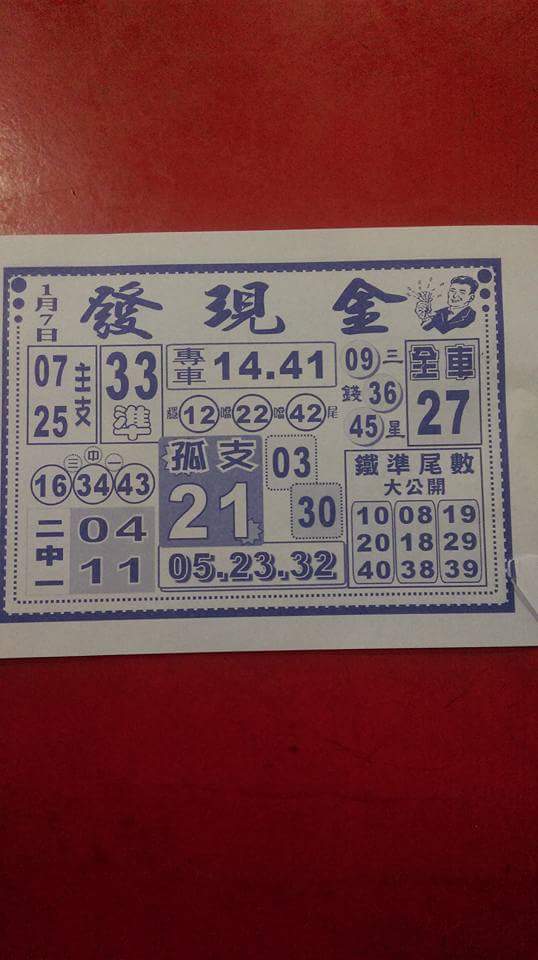 1月7日
發現金
07
25
主支
33
準
專車 14.41
12 22 42 尾
09
36
45
三
錢
星
全車
27
三中一
16 34 43
孤支
21
03
30
二中一
04
11
05.23.32
鐵準尾數
大公開
10 08 19
20 18 29
40 38 39